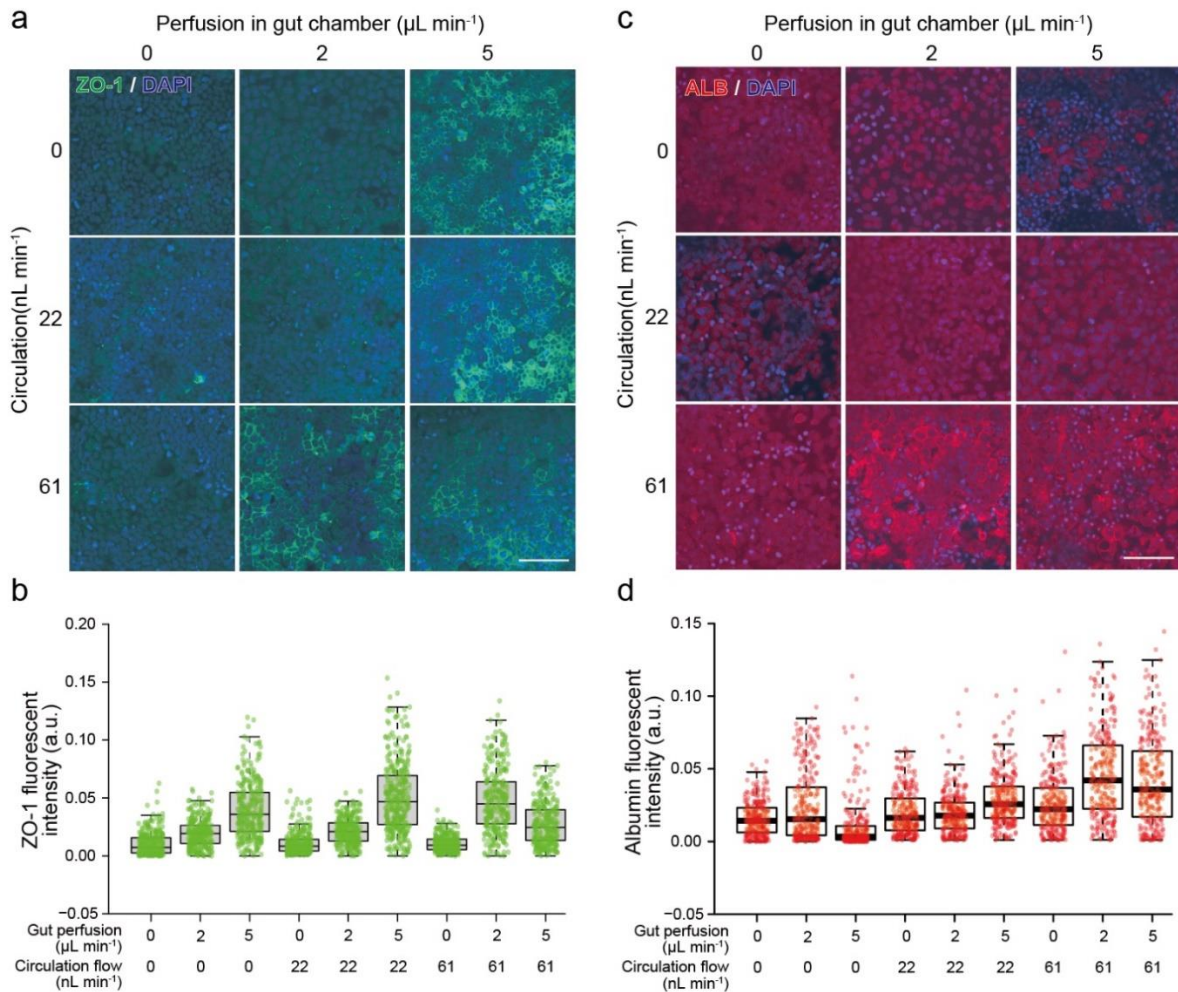 a
Perfusion in gut chamber (µL min⁻¹)
0 2 5
ZO-1 / DAPI
Circulation(nL min⁻¹)
0
22
61
c
Perfusion in gut chamber (µL min⁻¹)
0 2 5
ALB / DAPI
Circulation(nL min⁻¹)
0
22
61
b
ZO-1 fluorescent
intensity (a.u.)
0.20
0.15
0.10
0.05
0.00
−0.05
Gut perfusion
(µL min⁻¹)
0 2 5 0 2 5 0 2 5
Circulation flow
(nL min⁻¹)
0 0 0 22 22 22 61 61 61
d
Albumin fluorescent
intensity (a.u.)
0.15
0.10
0.05
0.00
−0.05
Gut perfusion
(µL min⁻¹)
0 2 5 0 2 5 0 2 5
Circulation flow
(nL min⁻¹)
0 0 0 22 22 22 61 61 61